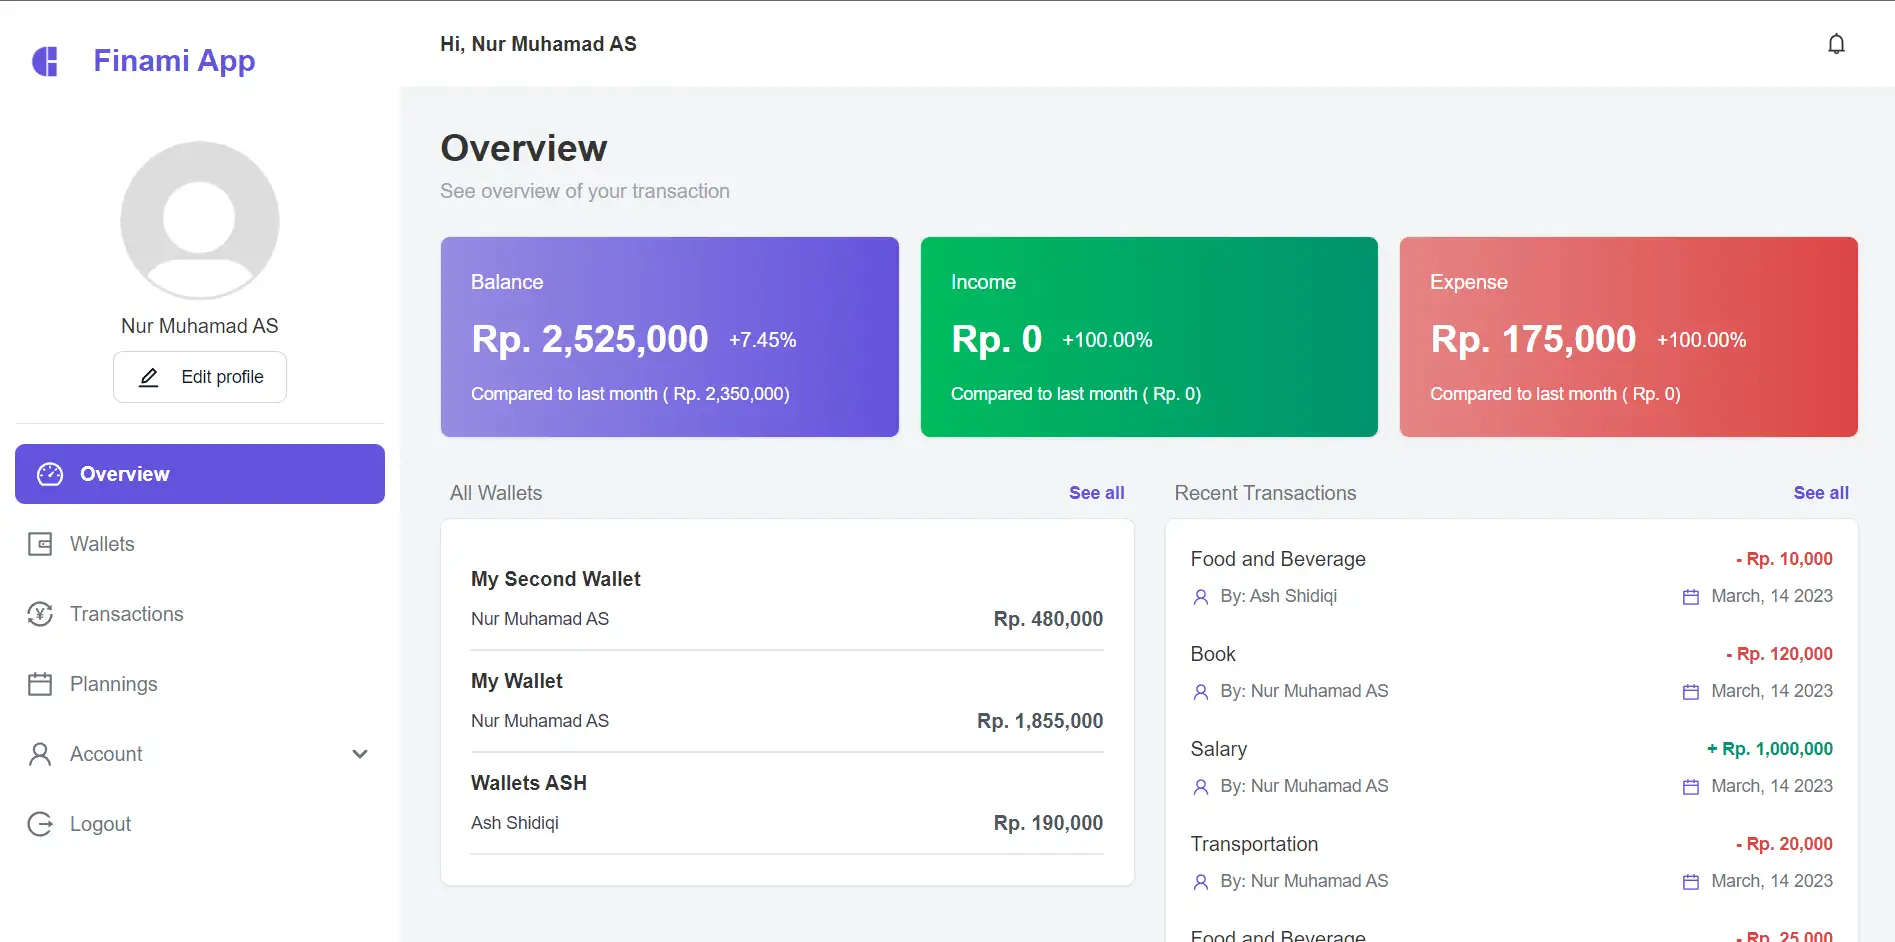 Finami App
Nur Muhamad AS
Edit profile
Overview
Wallets
Transactions
Plannings
Account
Logout
Hi, Nur Muhamad AS
Overview
See overview of your transaction
Balance
Rp. 2,525,000 +7.45%
Compared to last month ( Rp. 2,350,000)
Income
Rp. 0 +100.00%
Compared to last month ( Rp. 0)
Expense
Rp. 175,000 +100.00%
Compared to last month ( Rp. 0)
All Wallets See all
My Second Wallet
Nur Muhamad AS Rp. 480,000
My Wallet
Nur Muhamad AS Rp. 1,855,000
Wallets ASH
Ash Shidiqi Rp. 190,000
Recent Transactions See all
Food and Beverage - Rp. 10,000
By: Ash Shidiqi March, 14 2023
Book - Rp. 120,000
By: Nur Muhamad AS March, 14 2023
Salary + Rp. 1,000,000
By: Nur Muhamad AS March, 14 2023
Transportation - Rp. 20,000
By: Nur Muhamad AS March, 14 2023
Food and Beverage - Rp. 25,000